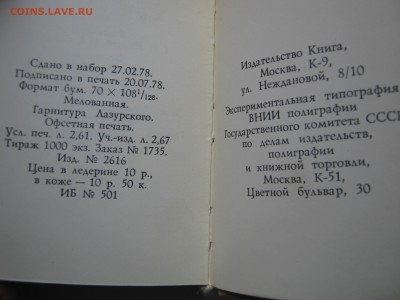 COINS.LAVE.RU
Сдано в набор 27.02.78.
Подписано в печать 20.07.78.
Формат бум. 70 × 108¹/₁₂₈.
Мелованная.
Гарнитура Лазурского.
Офсетная печать.
Усл. печ. л. 2,61. Уч.-изд. л. 2,67
Тираж 1000 экз. Заказ № 1735.
Изд. № 2616
Цена в ледерине 10 р.,
в коже — 10 р. 50 к.
ИБ № 501
Издательство Книга,
Москва, К-9,
ул. Неждановой, 8/10
Экспериментальная типография
ВНИИ полиграфии
Государственного комитета СССР
по делам издательств,
полиграфии
и книжной торговли,
Москва, К-51,
Цветной бульвар, 30